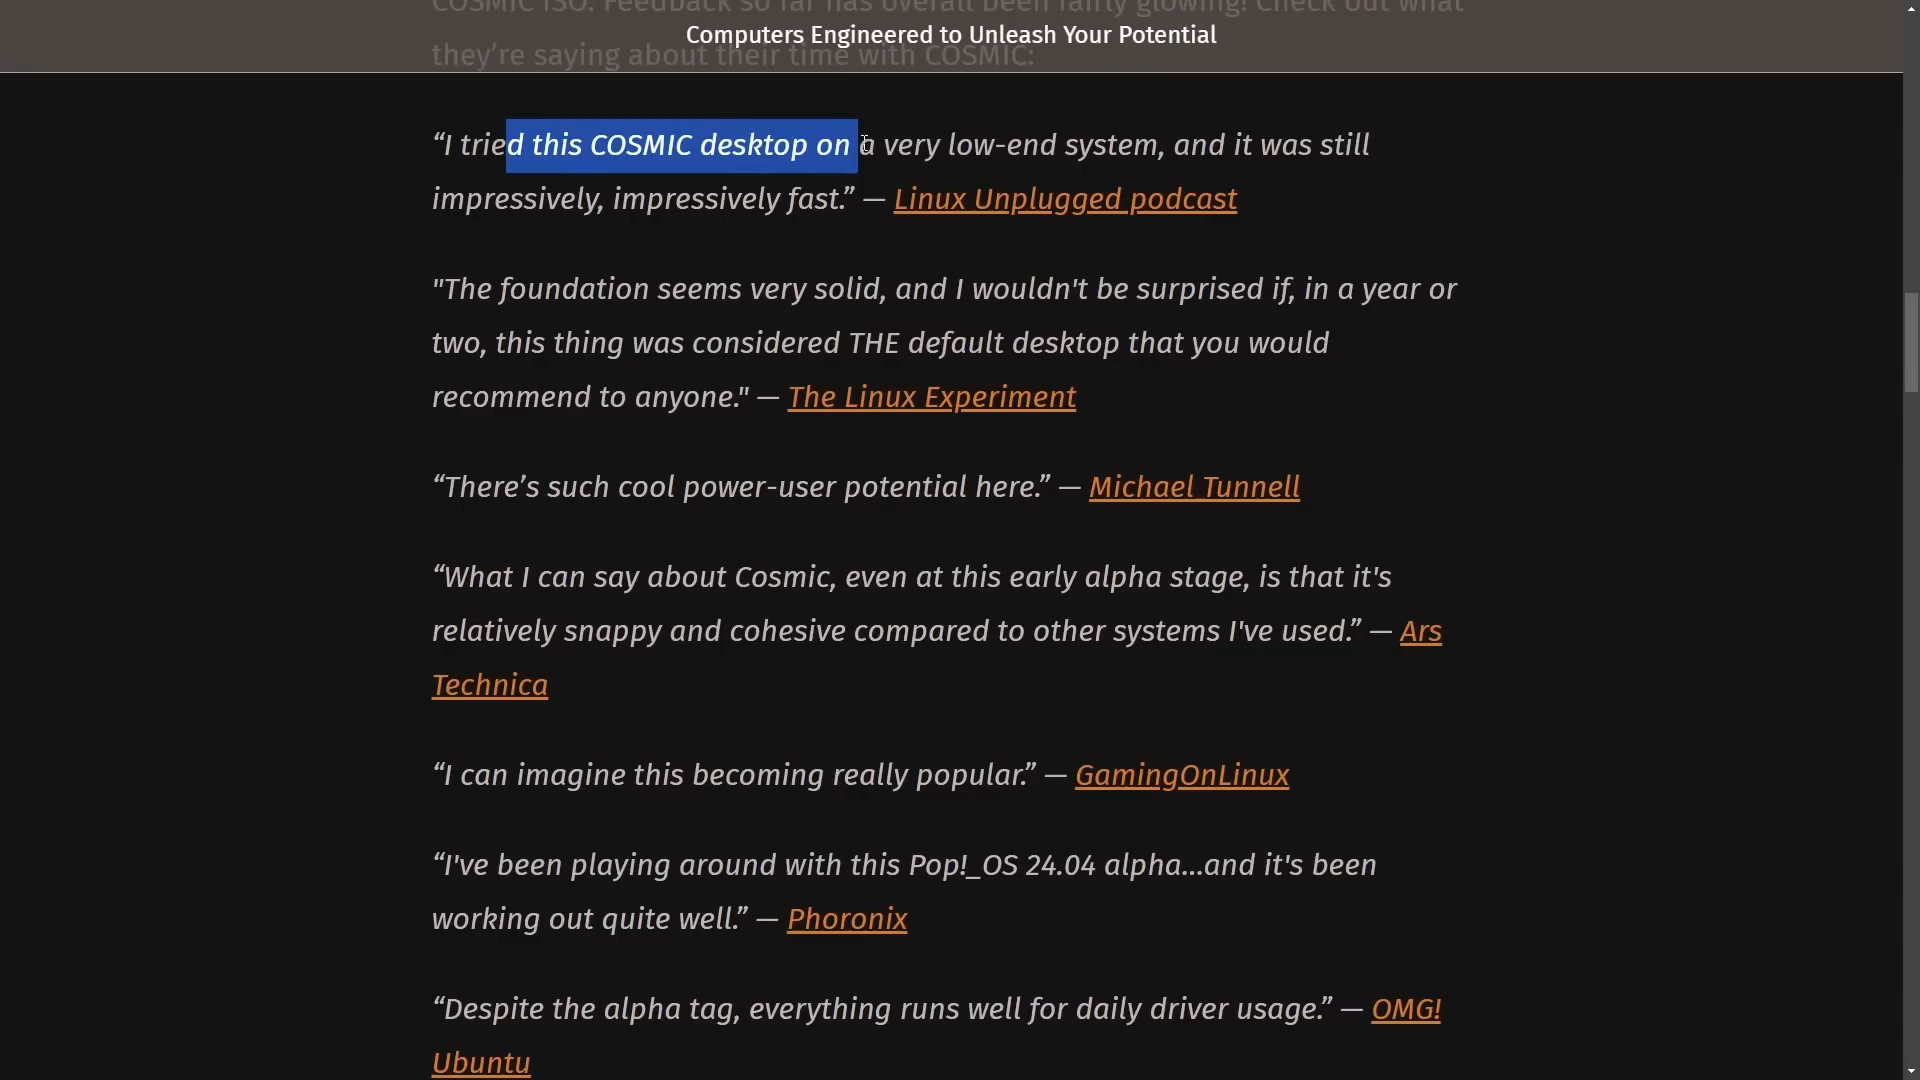 COSMIC ISO. Feedback so far has overall been fairly glowing! Check out what
Computers Engineered to Unleash Your Potential
they’re saying about their time with COSMIC:
“I tried this COSMIC desktop on a very low-end system, and it was still
impressively, impressively fast.” — Linux Unplugged podcast
"The foundation seems very solid, and I wouldn't be surprised if, in a year or
two, this thing was considered THE default desktop that you would
recommend to anyone." — The Linux Experiment
“There’s such cool power-user potential here.” — Michael Tunnell
“What I can say about Cosmic, even at this early alpha stage, is that it's
relatively snappy and cohesive compared to other systems I've used.” — Ars
Technica
“I can imagine this becoming really popular.” — GamingOnLinux
“I've been playing around with this Pop!_OS 24.04 alpha...and it's been
working out quite well.” — Phoronix
“Despite the alpha tag, everything runs well for daily driver usage.” — OMG!
Ubuntu